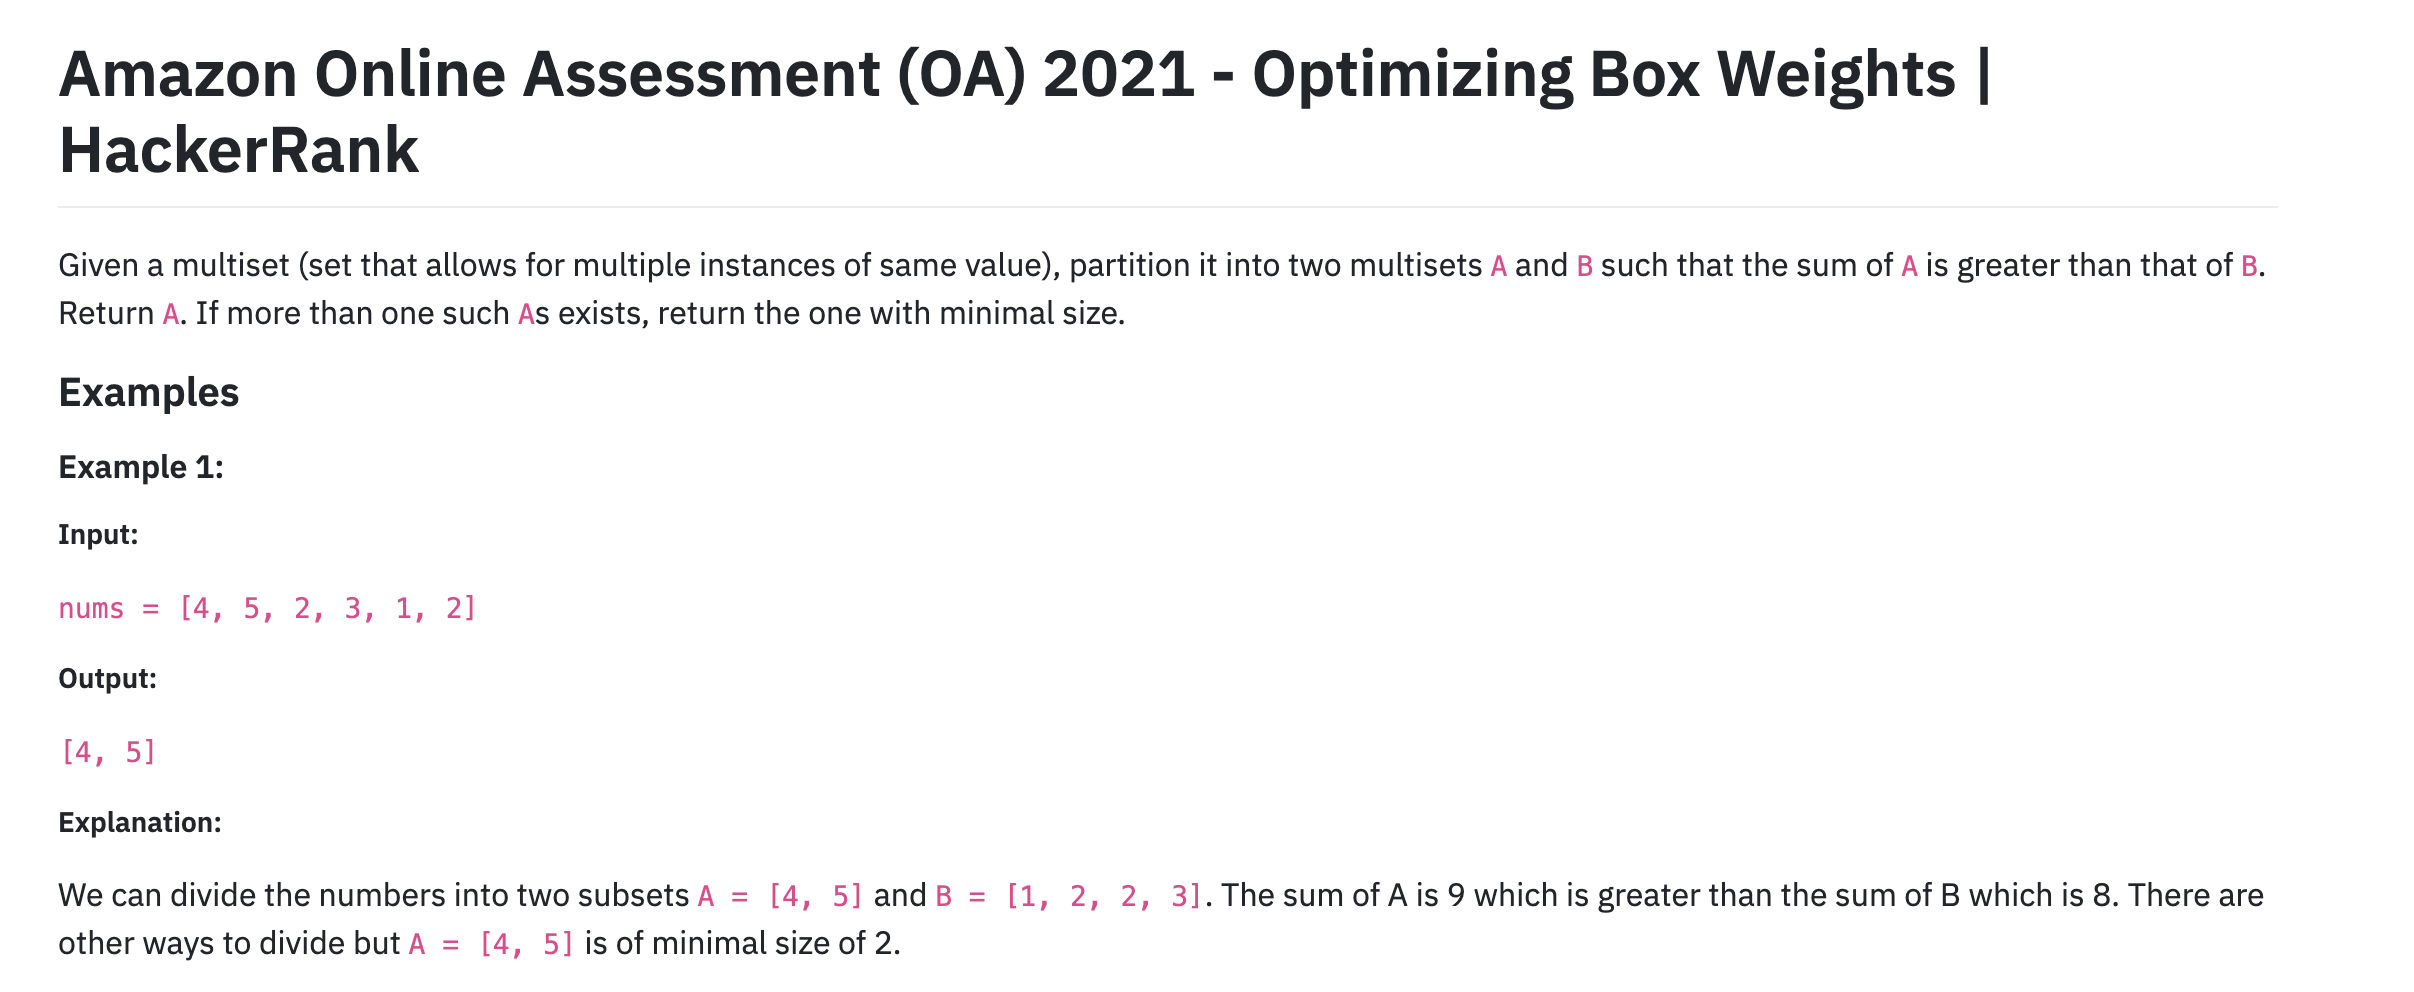 Amazon Online Assessment (OA) 2021 - Optimizing Box Weights |
HackerRank
Given a multiset (set that allows for multiple instances of same value), partition it into two multisets A and B such that the sum of A is greater than that of B.
Return A. If more than one such As exists, return the one with minimal size.
Examples
Example 1:
Input:
nums = [4, 5, 2, 3, 1, 2]
Output:
[4, 5]
Explanation:
We can divide the numbers into two subsets A = [4, 5] and B = [1, 2, 2, 3]. The sum of A is 9 which is greater than the sum of B which is 8. There are
other ways to divide but A = [4, 5] is of minimal size of 2.